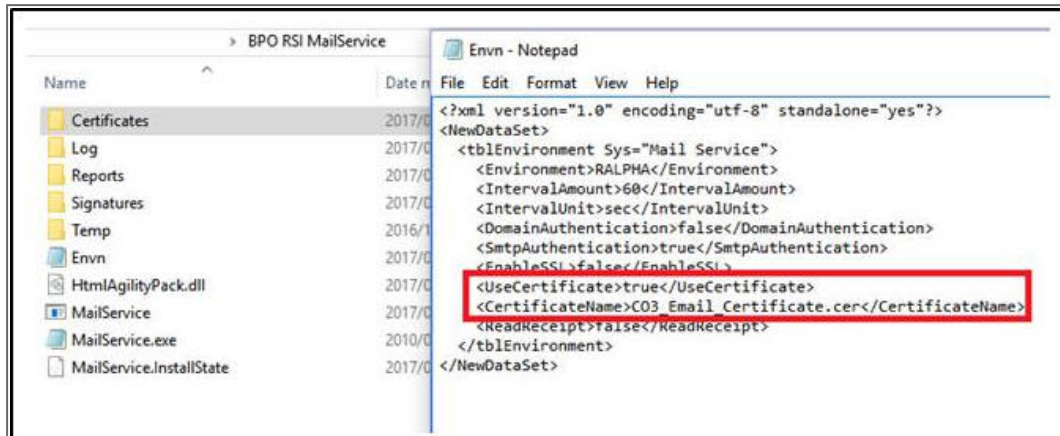 > BPO RSI MailService
Name
Date
Certificates
2017/0
Log
2017/0
Reports
2017/0
Signatures
2017/0
Temp
2016/1
Envn
2017/0
HtmlAgilityPack.dll
2017/0
MailService
2017/0
MailService.exe
2010/0
MailService.InstallState
2017/0
Envn - Notepad
File Edit Format View Help
<?xml version="1.0" encoding="utf-8" standalone="yes"?>
<NewDataSet>
<tblEnvironment Sys="Mail Service">
<Environment>RALPHA</Environment>
<IntervalAmount>60</IntervalAmount>
<IntervalUnit>sec</IntervalUnit>
<DomainAuthentication>false</DomainAuthentication>
<SmtpAuthentication>true</SmtpAuthentication>
<EnableSSL>false</EnableSSL>
<UseCertificate>true</UseCertificate>
<CertificateName>CO3_Email_Certificate.cer</CertificateName>
<ReadReceipt>false</ReadReceipt>
</tblEnvironment>
</NewDataSet>